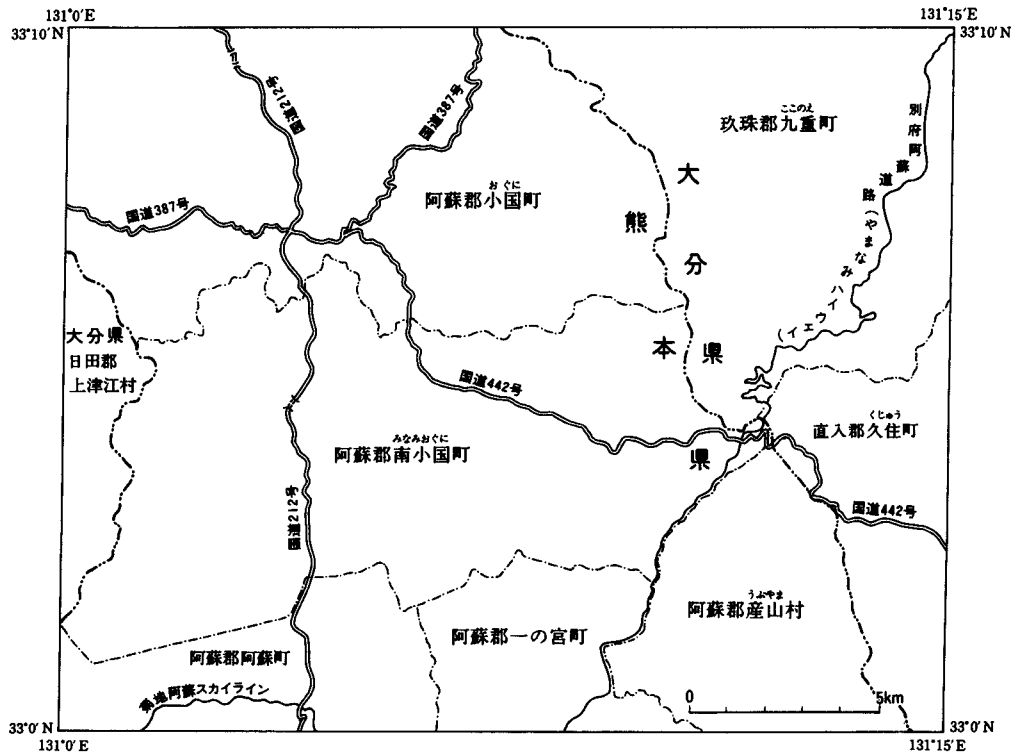 131°0′E
131°15′E
33°10′N
33°10′N
国道212号
国道387号
ここのえ
玖珠郡九重町
別府阿蘇道路(やまなみハイウェイ)
おぐに
阿蘇郡小国町
大分県
熊本県
国道387号
大分県
日田郡
上津江村
国道442号
くじゅう
直入郡久住町
みなみおぐに
阿蘇郡南小国町
国道212号
国道442号
うぶやま
阿蘇郡産山村
阿蘇郡一の宮町
阿蘇郡阿蘇町
菊池阿蘇スカイライン
0
5km
33°0′N
33°0′N
131°0′E
131°15′E